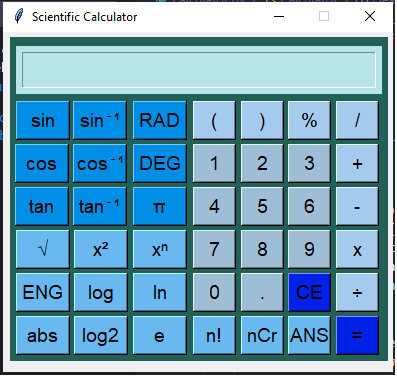 Scientific Calculator
sin sin⁻¹ RAD ( ) % /
cos cos⁻¹ DEG 1 2 3 +
tan tan⁻¹ π 4 5 6 -
√ x² xⁿ 7 8 9 x
ENG log ln 0 . CE ÷
abs log2 e n! nCr ANS =